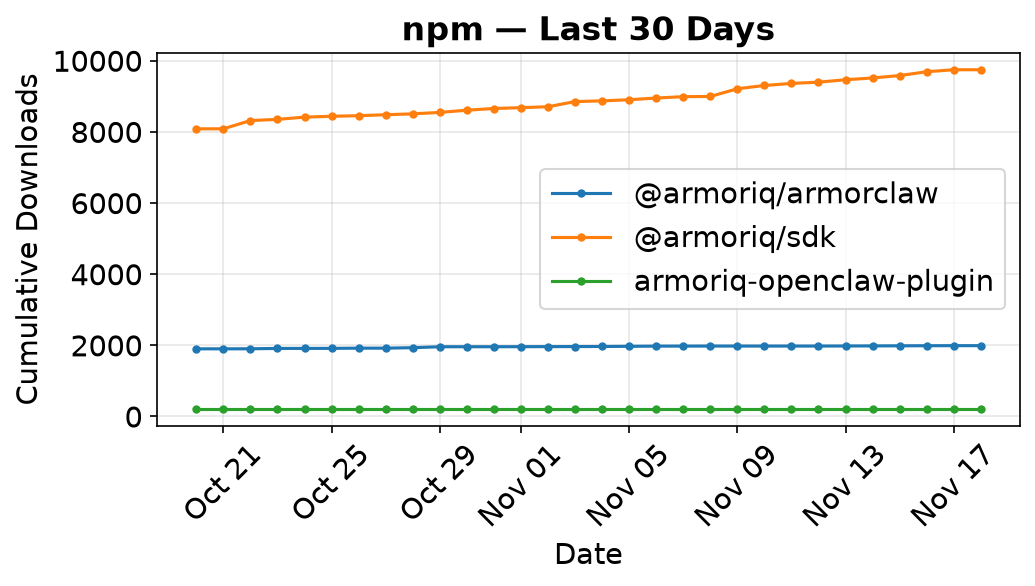 npm — Last 30 Days
Cumulative Downloads
10000
8000
6000
4000
2000
0
@armoriq/armorclaw
@armoriq/sdk
armoriq-openclaw-plugin
Oct 21
Oct 25
Oct 29
Nov 01
Nov 05
Nov 09
Nov 13
Nov 17
Date